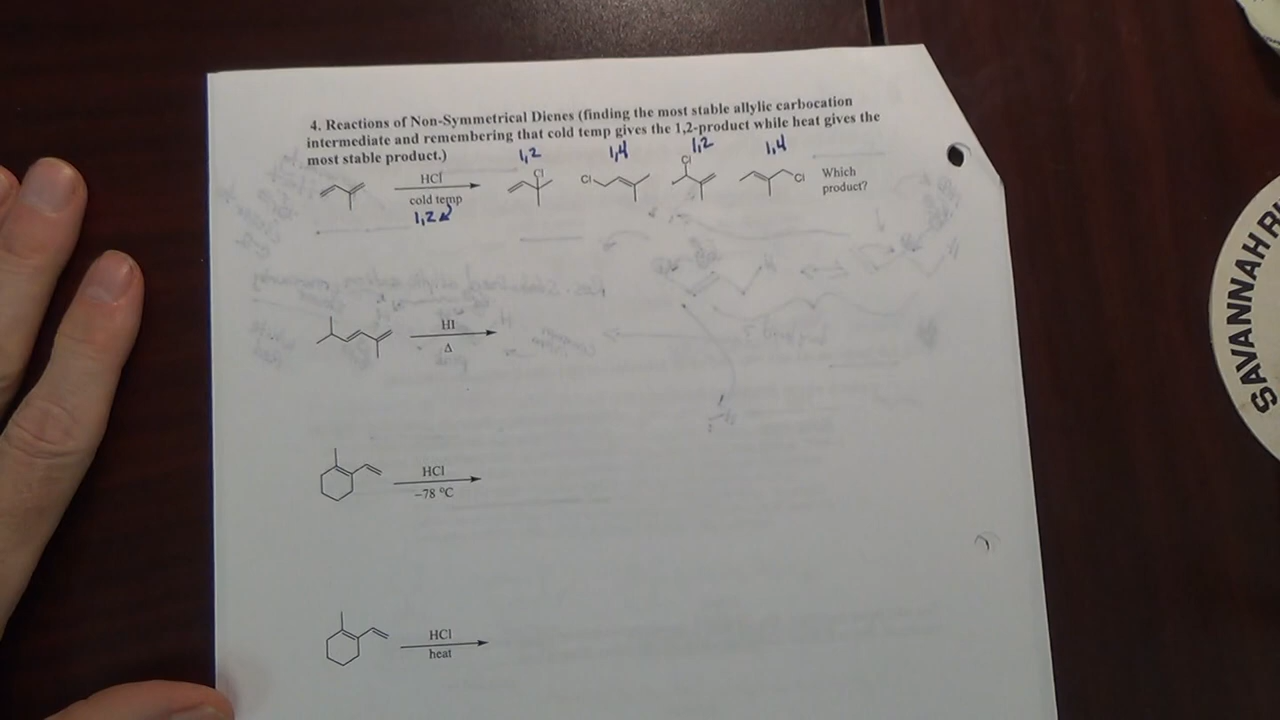 4. Reactions of Non-Symmetrical Dienes (finding the most stable allylic carbocation
intermediate and remembering that cold temp gives the 1,2-product while heat gives the
most stable product.)
1,2 1,4 1,2 1,4
HCl
cold temp
1,2
Cl Cl Cl Cl
Which
product?
HI
Δ
HCl
–78 °C
HCl
heat
SAVANNAH